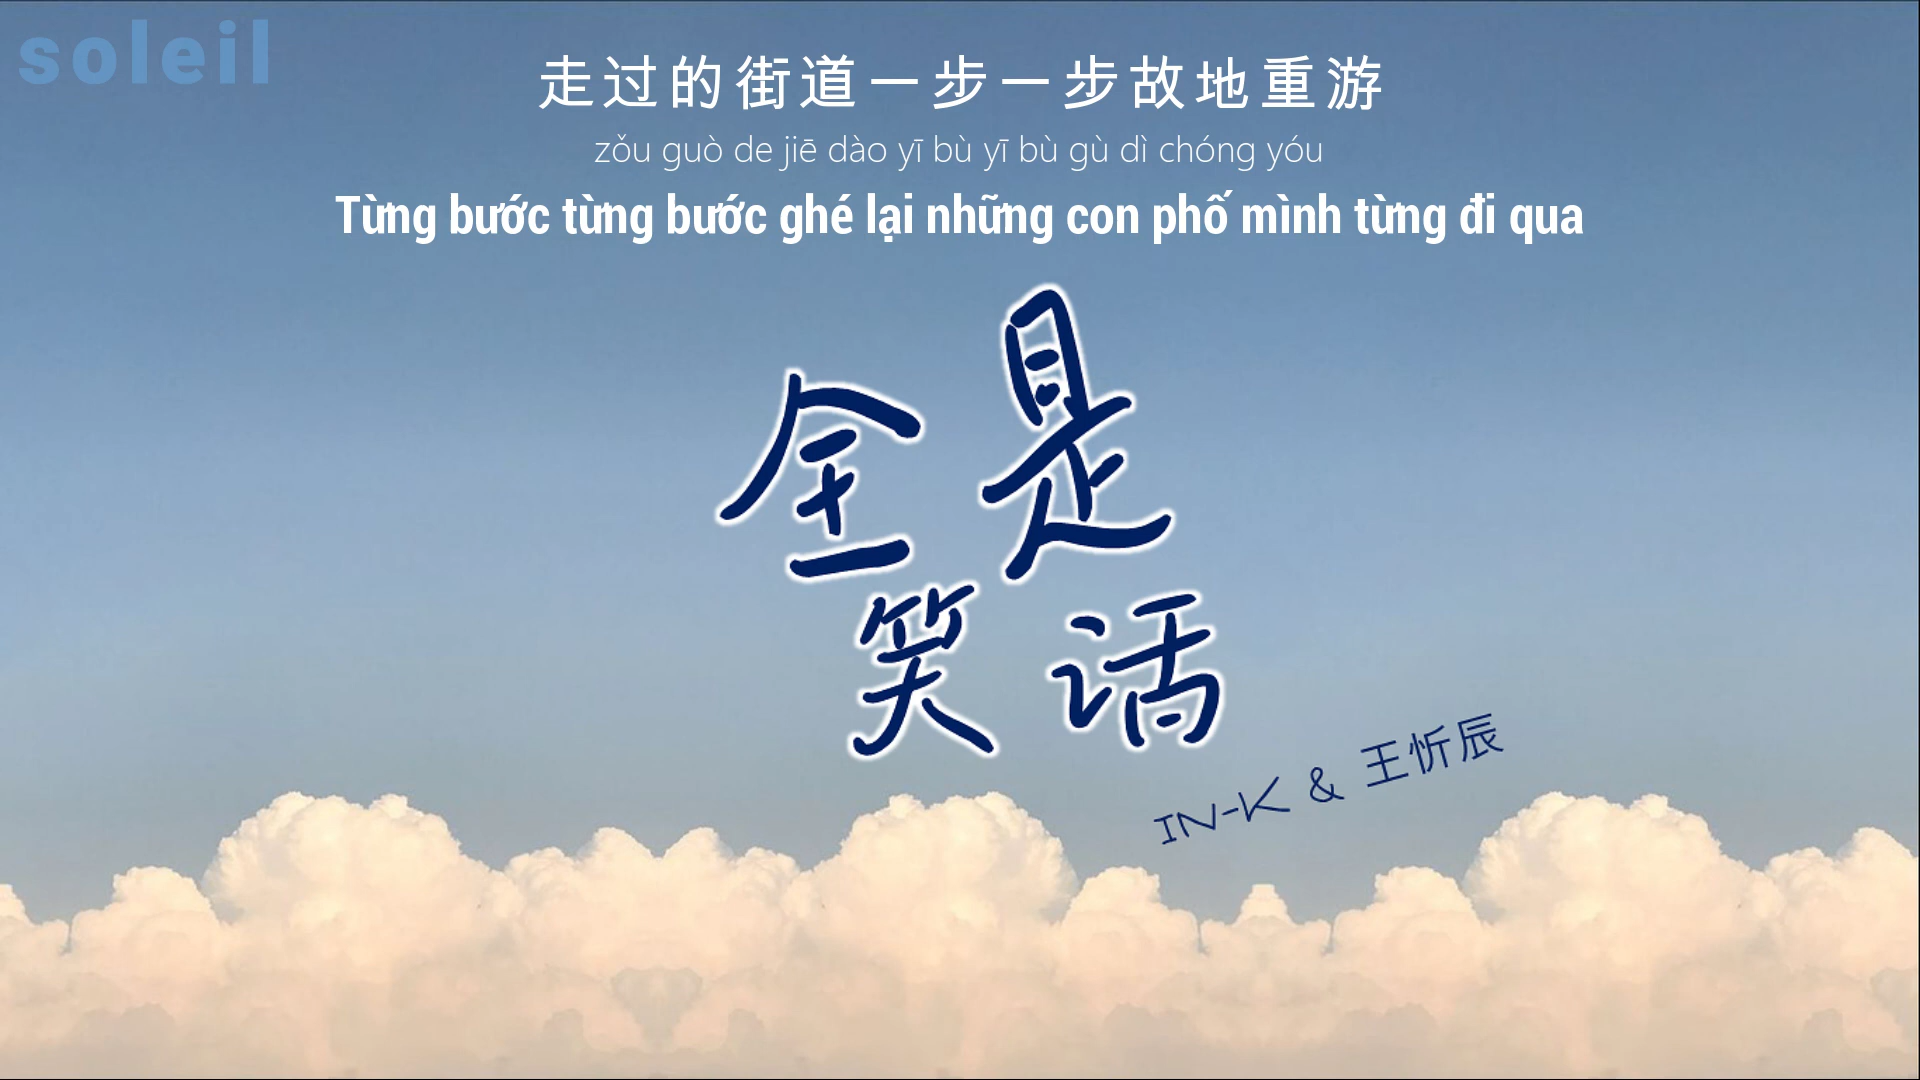 soleil
走过的街道一步一步故地重游
zǒu guò de jiē dào yī bù yī bù gù dì chóng yóu
Từng bước từng bước ghé lại những con phố mình từng đi qua
全是
笑话
IN-K & 王忻辰